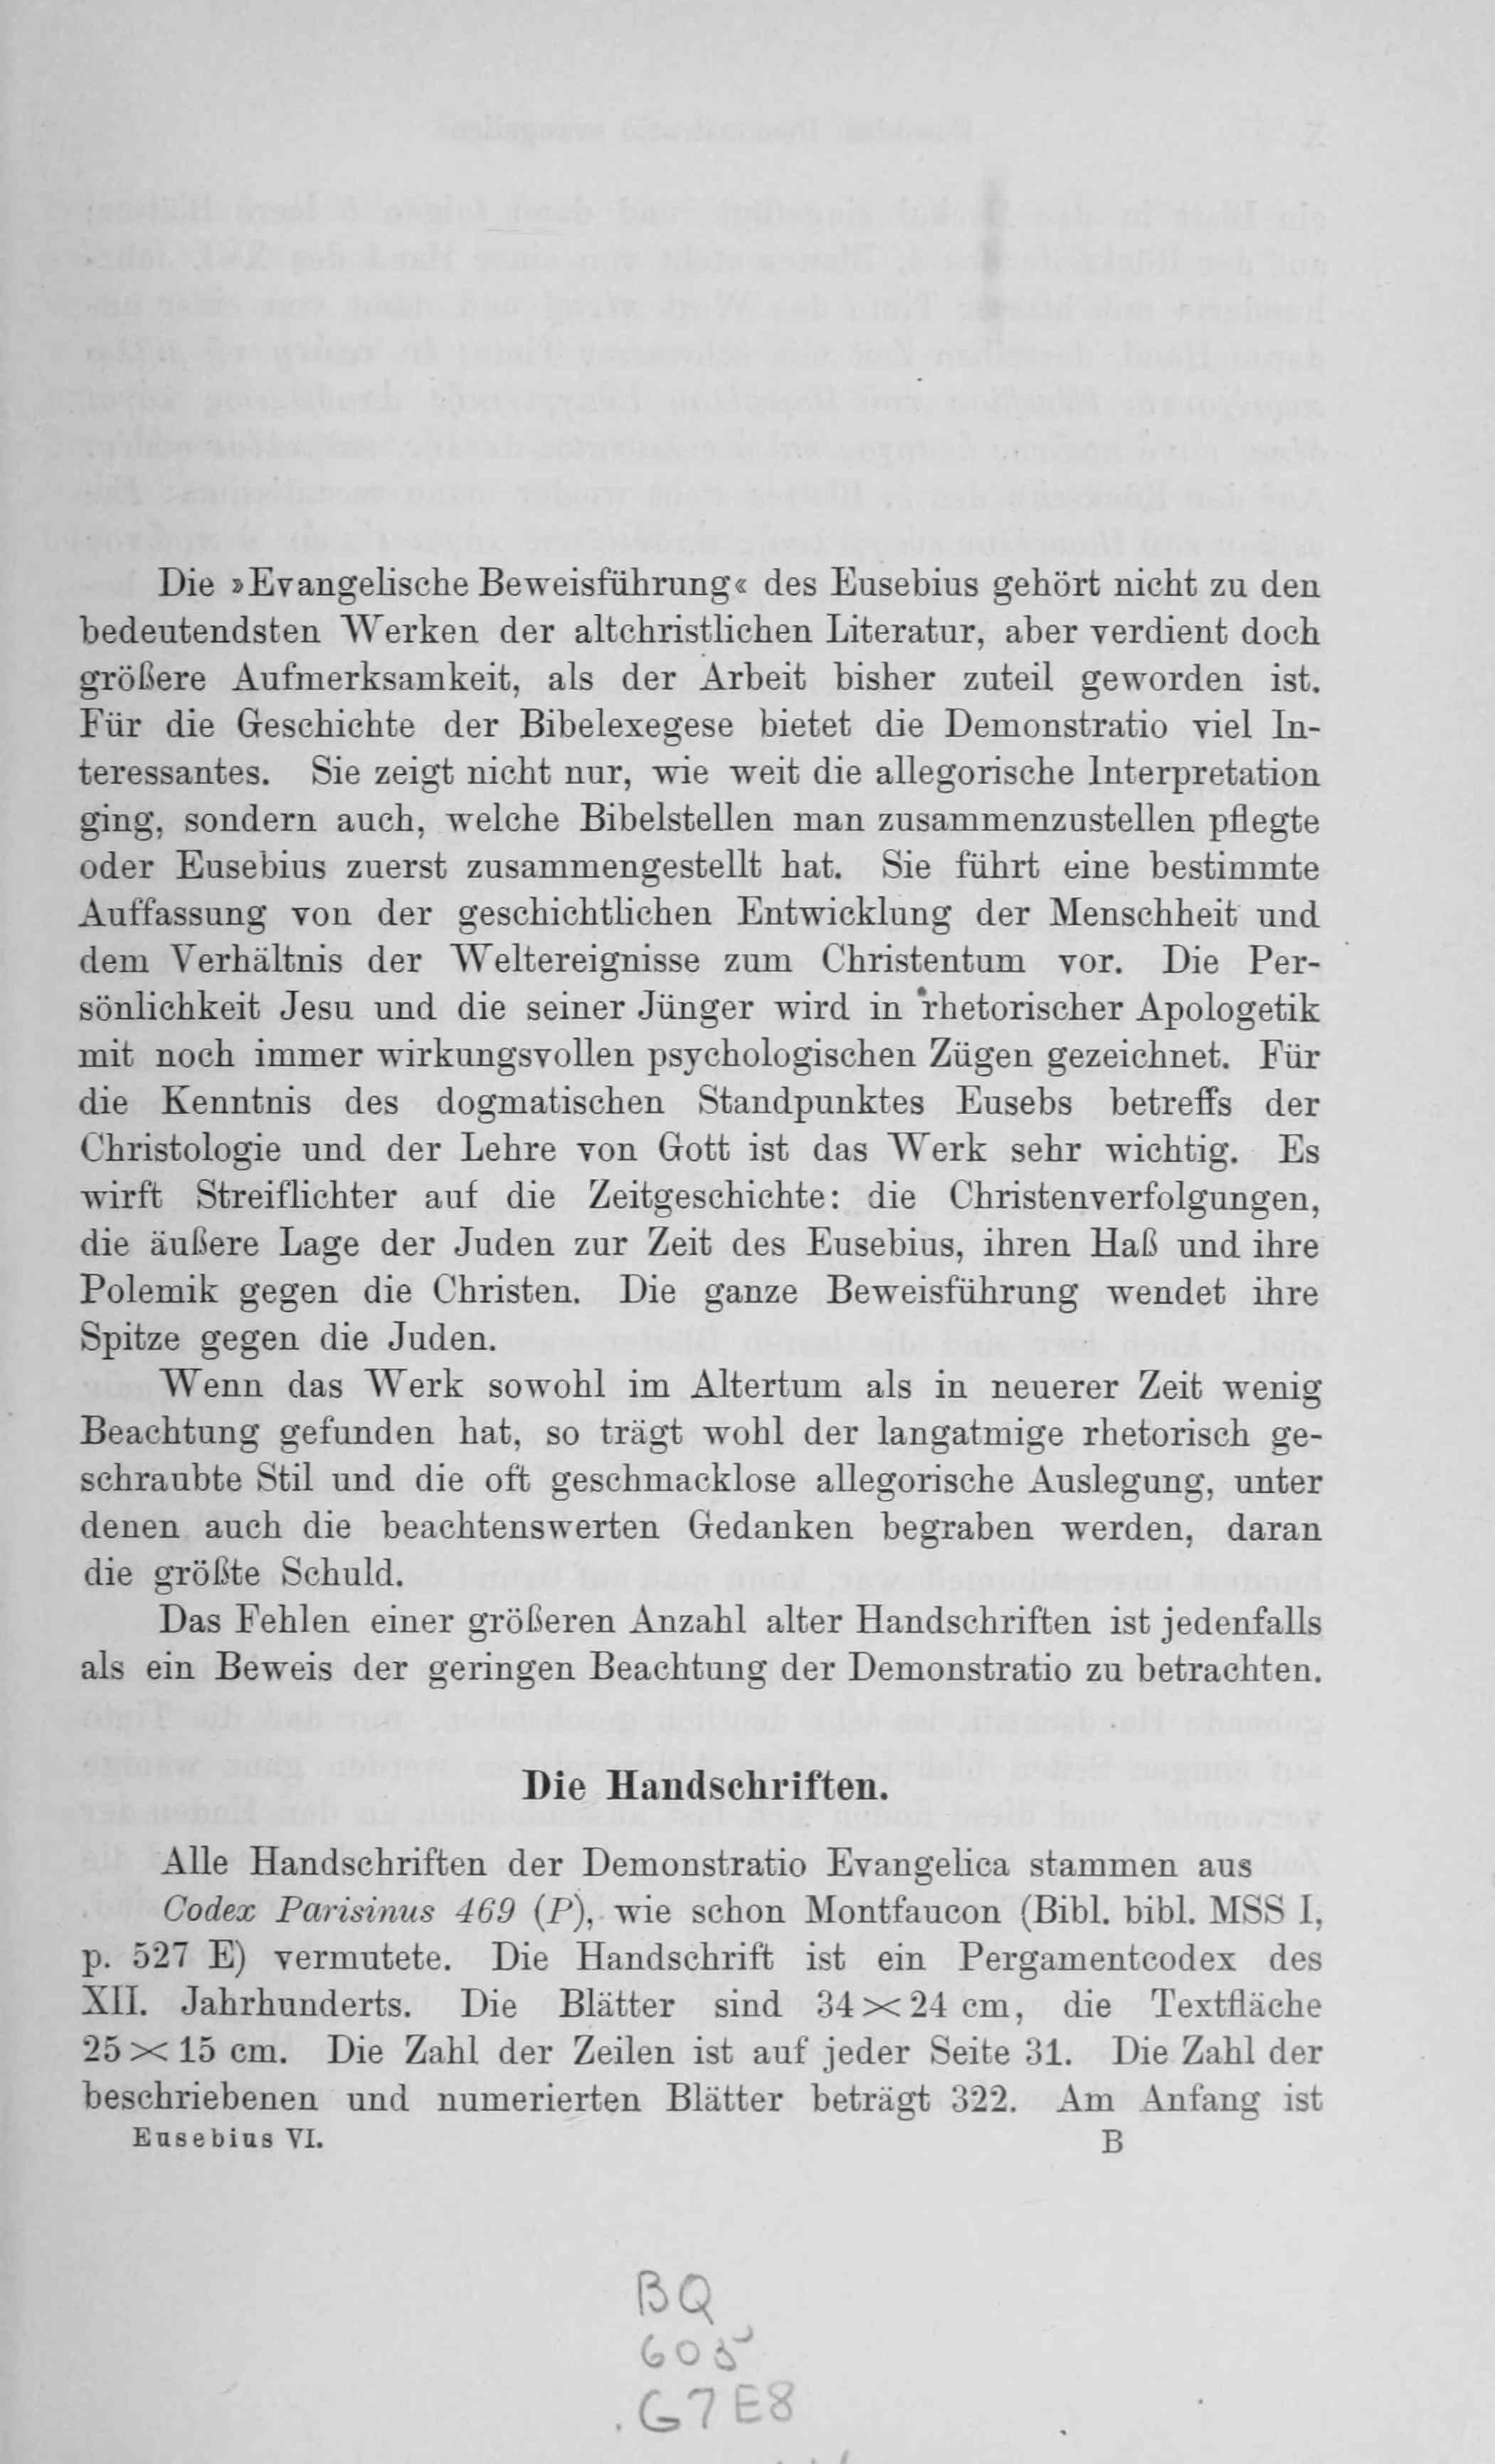 Die »Evangelische Beweisführung« des Eusebius gehört nicht zu den
bedeutendsten Werken der altchristlichen Literatur, aber verdient doch
größere Aufmerksamkeit, als der Arbeit bisher zuteil geworden ist.
Für die Geschichte der Bibelexegese bietet die Demonstratio viel In-
teressantes. Sie zeigt nicht nur, wie weit die allegorische Interpretation
ging, sondern auch, welche Bibelstellen man zusammenzustellen pflegte
oder Eusebius zuerst zusammengestellt hat. Sie führt eine bestimmte
Auffassung von der geschichtlichen Entwicklung der Menschheit und
dem Verhältnis der Weltereignisse zum Christentum vor. Die Per-
sönlichkeit Jesu und die seiner Jünger wird in rhetorischer Apologetik
mit noch immer wirkungsvollen psychologischen Zügen gezeichnet. Für
die Kenntnis des dogmatischen Standpunktes Eusebs betreffs der
Christologie und der Lehre von Gott ist das Werk sehr wichtig. Es
wirft Streiflichter auf die Zeitgeschichte: die Christenverfolgungen,
die äußere Lage der Juden zur Zeit des Eusebius, ihren Haß und ihre
Polemik gegen die Christen. Die ganze Beweisführung wendet ihre
Spitze gegen die Juden.
Wenn das Werk sowohl im Altertum als in neuerer Zeit wenig
Beachtung gefunden hat, so trägt wohl der langatmige rhetorisch ge-
schraubte Stil und die oft geschmacklose allegorische Auslegung, unter
denen auch die beachtenswerten Gedanken begraben werden, daran
die größte Schuld.
Das Fehlen einer größeren Anzahl alter Handschriften ist jedenfalls
als ein Beweis der geringen Beachtung der Demonstratio zu betrachten.
Die Handschriften.
Alle Handschriften der Demonstratio Evangelica stammen aus
Codex Parisinus 469 (P), wie schon Montfaucon (Bibl. bibl. MSS I,
p. 527 E) vermutete. Die Handschrift ist ein Pergamentcodex des
XII. Jahrhunderts. Die Blätter sind 34×24 cm, die Textfläche
25×15 cm. Die Zahl der Zeilen ist auf jeder Seite 31. Die Zahl der
beschriebenen und numerierten Blätter beträgt 322. Am Anfang ist
Eusebius VI. B
BQ
605
.G7E8